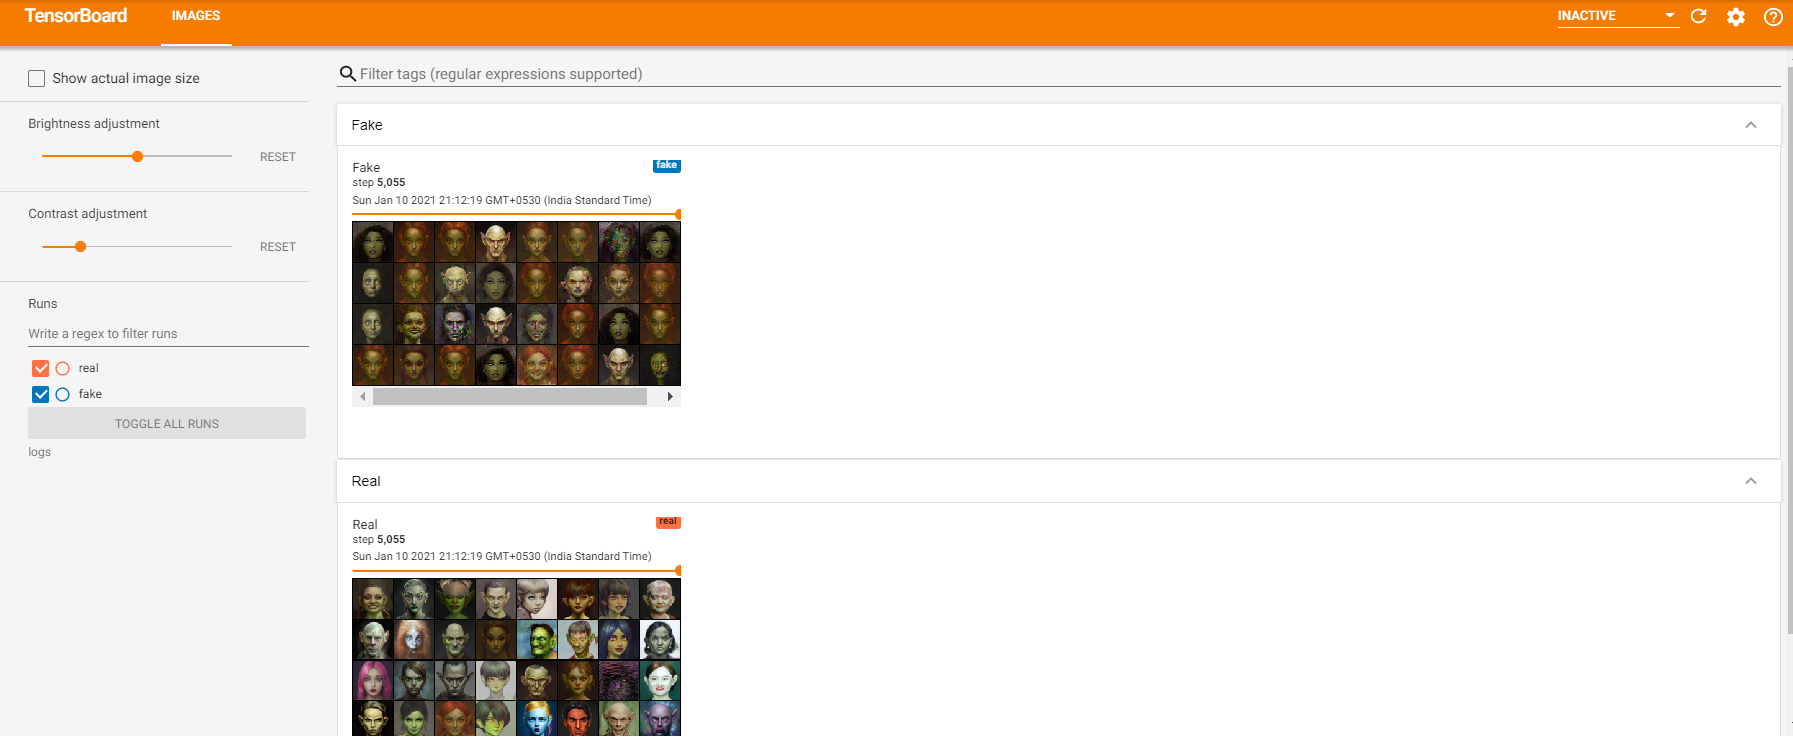 TensorBoard
IMAGES
INACTIVE
Show actual image size
Brightness adjustment
RESET
Contrast adjustment
RESET
Runs
Write a regex to filter runs
real
fake
TOGGLE ALL RUNS
logs
Filter tags (regular expressions supported)
Fake
Fake
fake
step 5,055
Sun Jan 10 2021 21:12:19 GMT+0530 (India Standard Time)
Real
Real
real
step 5,055
Sun Jan 10 2021 21:12:19 GMT+0530 (India Standard Time)